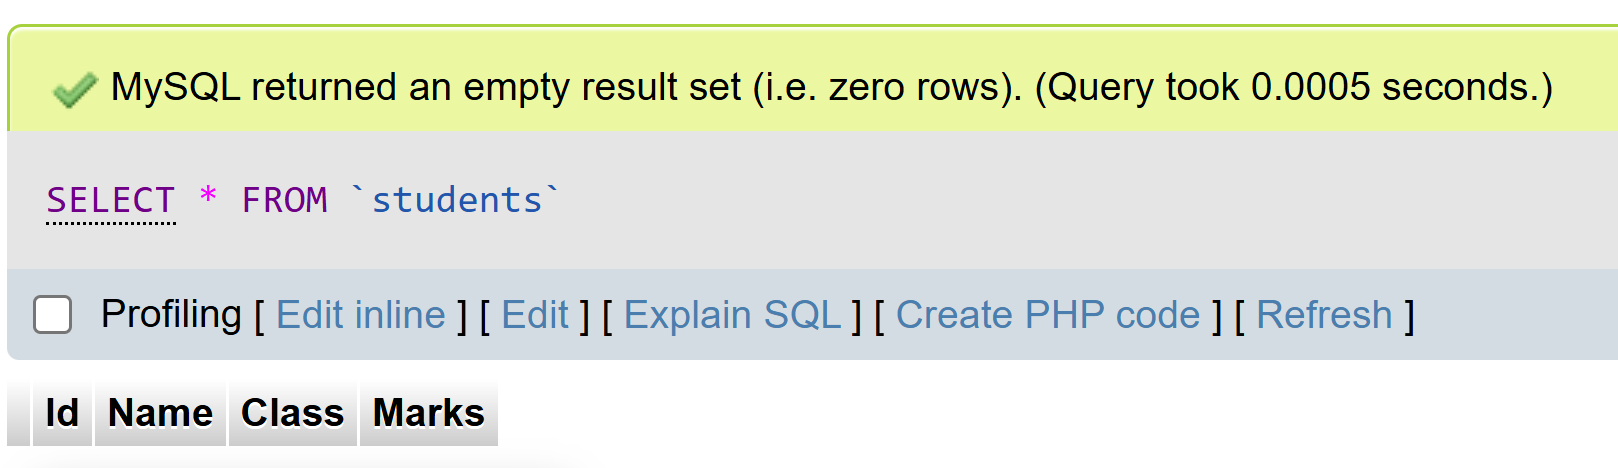 MySQL returned an empty result set (i.e. zero rows). (Query took 0.0005 seconds.)
SELECT * FROM `students`
Profiling [ Edit inline ] [ Edit ] [ Explain SQL ] [ Create PHP code ] [ Refresh ]
Id Name Class Marks